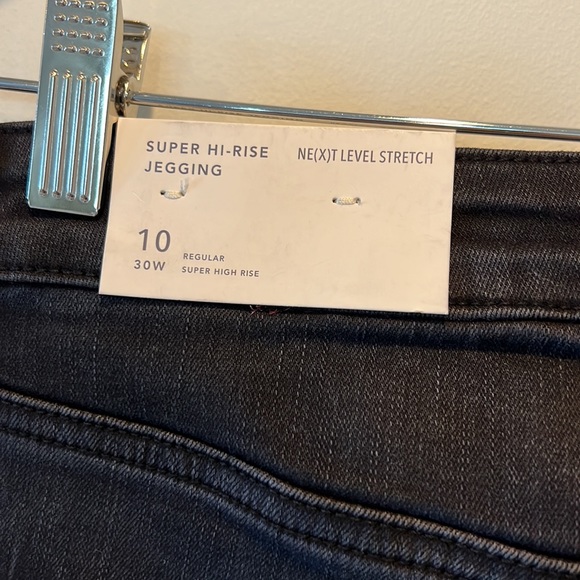 SUPER HI-RISE
JEGGING
NE(X)T LEVEL STRETCH
10
30W
REGULAR
SUPER HIGH RISE